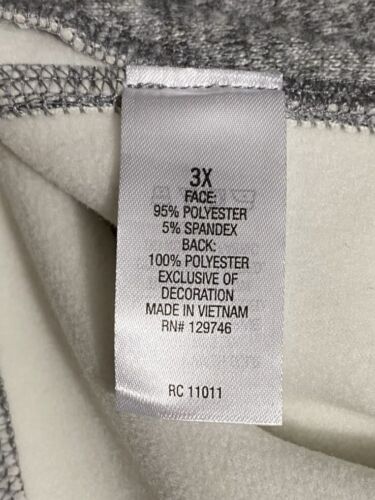 3X
FACE:
95% POLYESTER
5% SPANDEX
BACK:
100% POLYESTER
EXCLUSIVE OF
DECORATION
MADE IN VIETNAM
RN# 129746
RC 11011